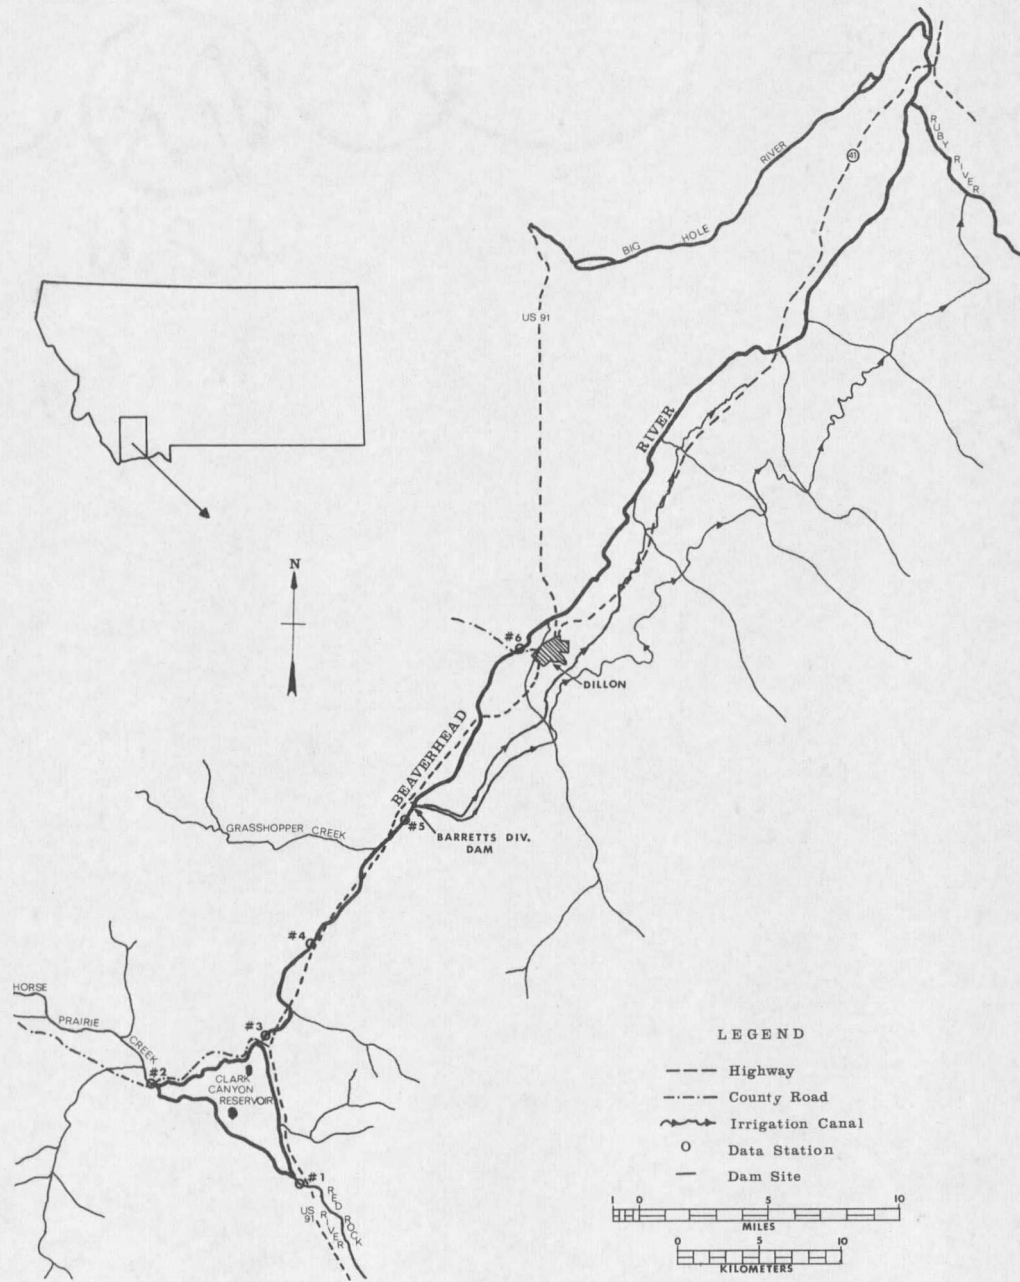 RUBY RIVER
RIVER
41
BIG HOLE
US 91
RIVER
N
#6
DILLON
BEAVERHEAD
GRASSHOPPER CREEK
#5
BARRETTS DIV.
DAM
#4
HORSE
PRAIRIE
CREEK
#3
#2
CLARK
CANYON
RESERVOIR
#1
RED ROCK
RIVER
US
91
LEGEND
Highway
County Road
Irrigation Canal
Data Station
Dam Site
1 0 5 10
MILES
0 5 10
KILOMETERS